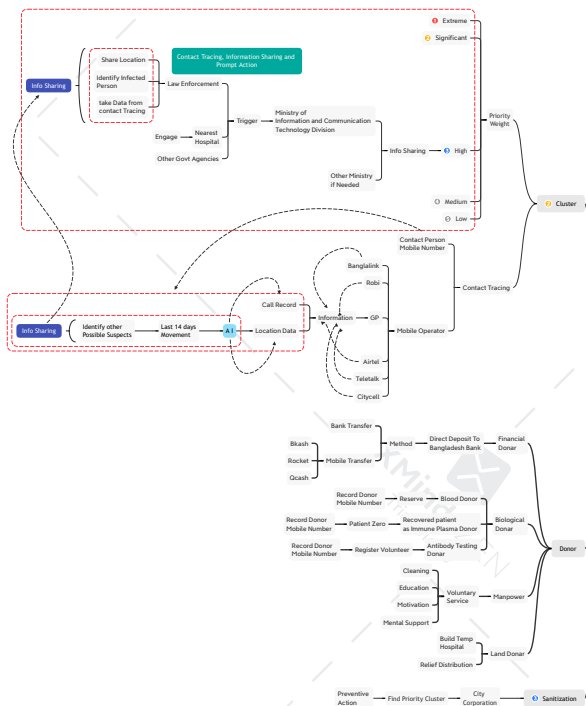 Extreme
Significant
Contact Tracing, Information Sharing and
Prompt Action
Share Location
Info Sharing
Identify Infected
Person
Law Enforcement
take Data from
contact Tracing
Ministry of
Information and Communication
Technology Division
Trigger
Priority
Weight
Engage
Nearest
Hospital
Info Sharing
3 High
Other Govt Agencies
Other Ministry
if Needed
Medium
Low
2 Cluster
Contact Person
Mobile Number
Banglalink
Robi
Contact Tracing
Call Record
Information
GP
Info Sharing
Identify other
Possible Suspects
Last 14 days
Movement
A I
Location Data
Mobile Operator
Airtel
Teletalk
Citycell
Bank Transfer
Bkash
Method
Direct Deposit To
Bangladesh Bank
Financial
Donar
Rocket
Mobile Transfer
Qcash
XMind
Record Donor
Mobile Number
Reserve
Blood Donor
Record Donor
Mobile Number
Patient Zero
Recovered patient
as Immune Plasma Donor
Biological
Donar
Record Donor
Mobile Number
Register Volunteer
Antibody Testing
Donar
Donor
Cleaning
Education
Voluntary
Service
Manpower
Motivation
Mental Support
Build Temp
Hospital
Land Donar
Relief Distribution
Preventive
Action
Find Priority Cluster
City
Corporation
3 Sanitization